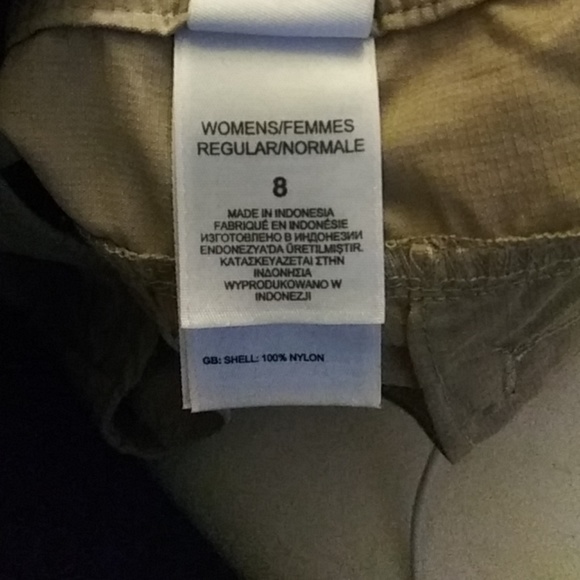 WOMENS/FEMMES
REGULAR/NORMALE
8
MADE IN INDONESIA
FABRIQUÉ EN INDONÉSIE
ИЗГОТОВЛЕНО В ИНДОНЕЗИИ
ENDONEZYA'DA ÜRETILMIŞTIR.
ΚΑΤΑΣΚΕΥΑΖΕΤΑΙ ΣΤΗΝ
ΙΝΔΟΝΗΣΙΑ
WYPRODUKOWANO W
INDONEZJI
GB: SHELL: 100% NYLON